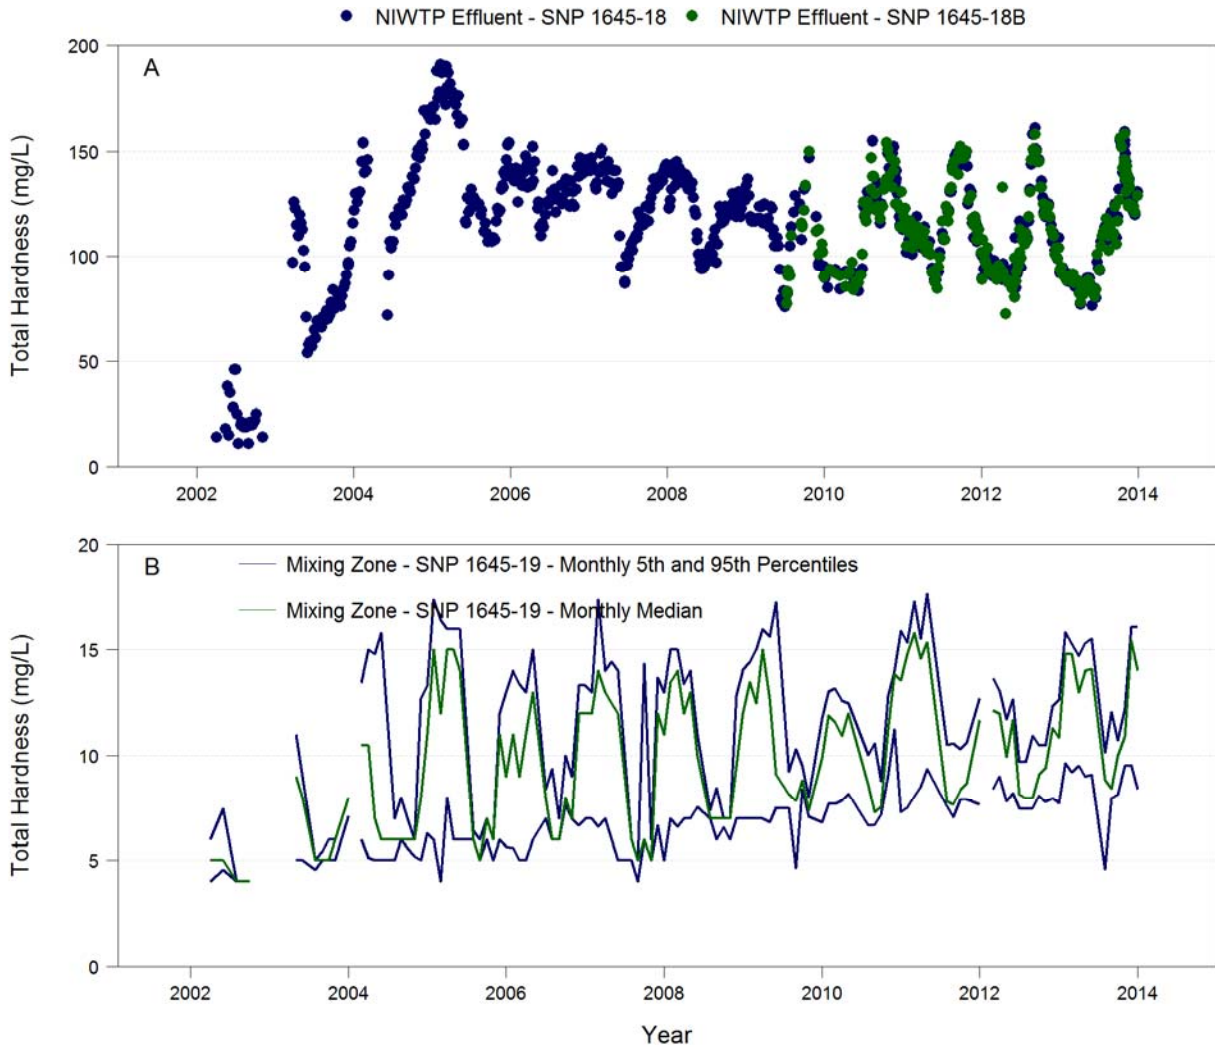 NIWTP Effluent - SNP 1645-18 NIWTP Effluent - SNP 1645-18B
A
Total Hardness (mg/L)
200
150
100
50
0
2002 2004 2006 2008 2010 2012 2014
B
Mixing Zone - SNP 1645-19 - Monthly 5th and 95th Percentiles
Mixing Zone - SNP 1645-19 - Monthly Median
Total Hardness (mg/L)
20
15
10
5
0
2002 2004 2006 2008 2010 2012 2014
Year